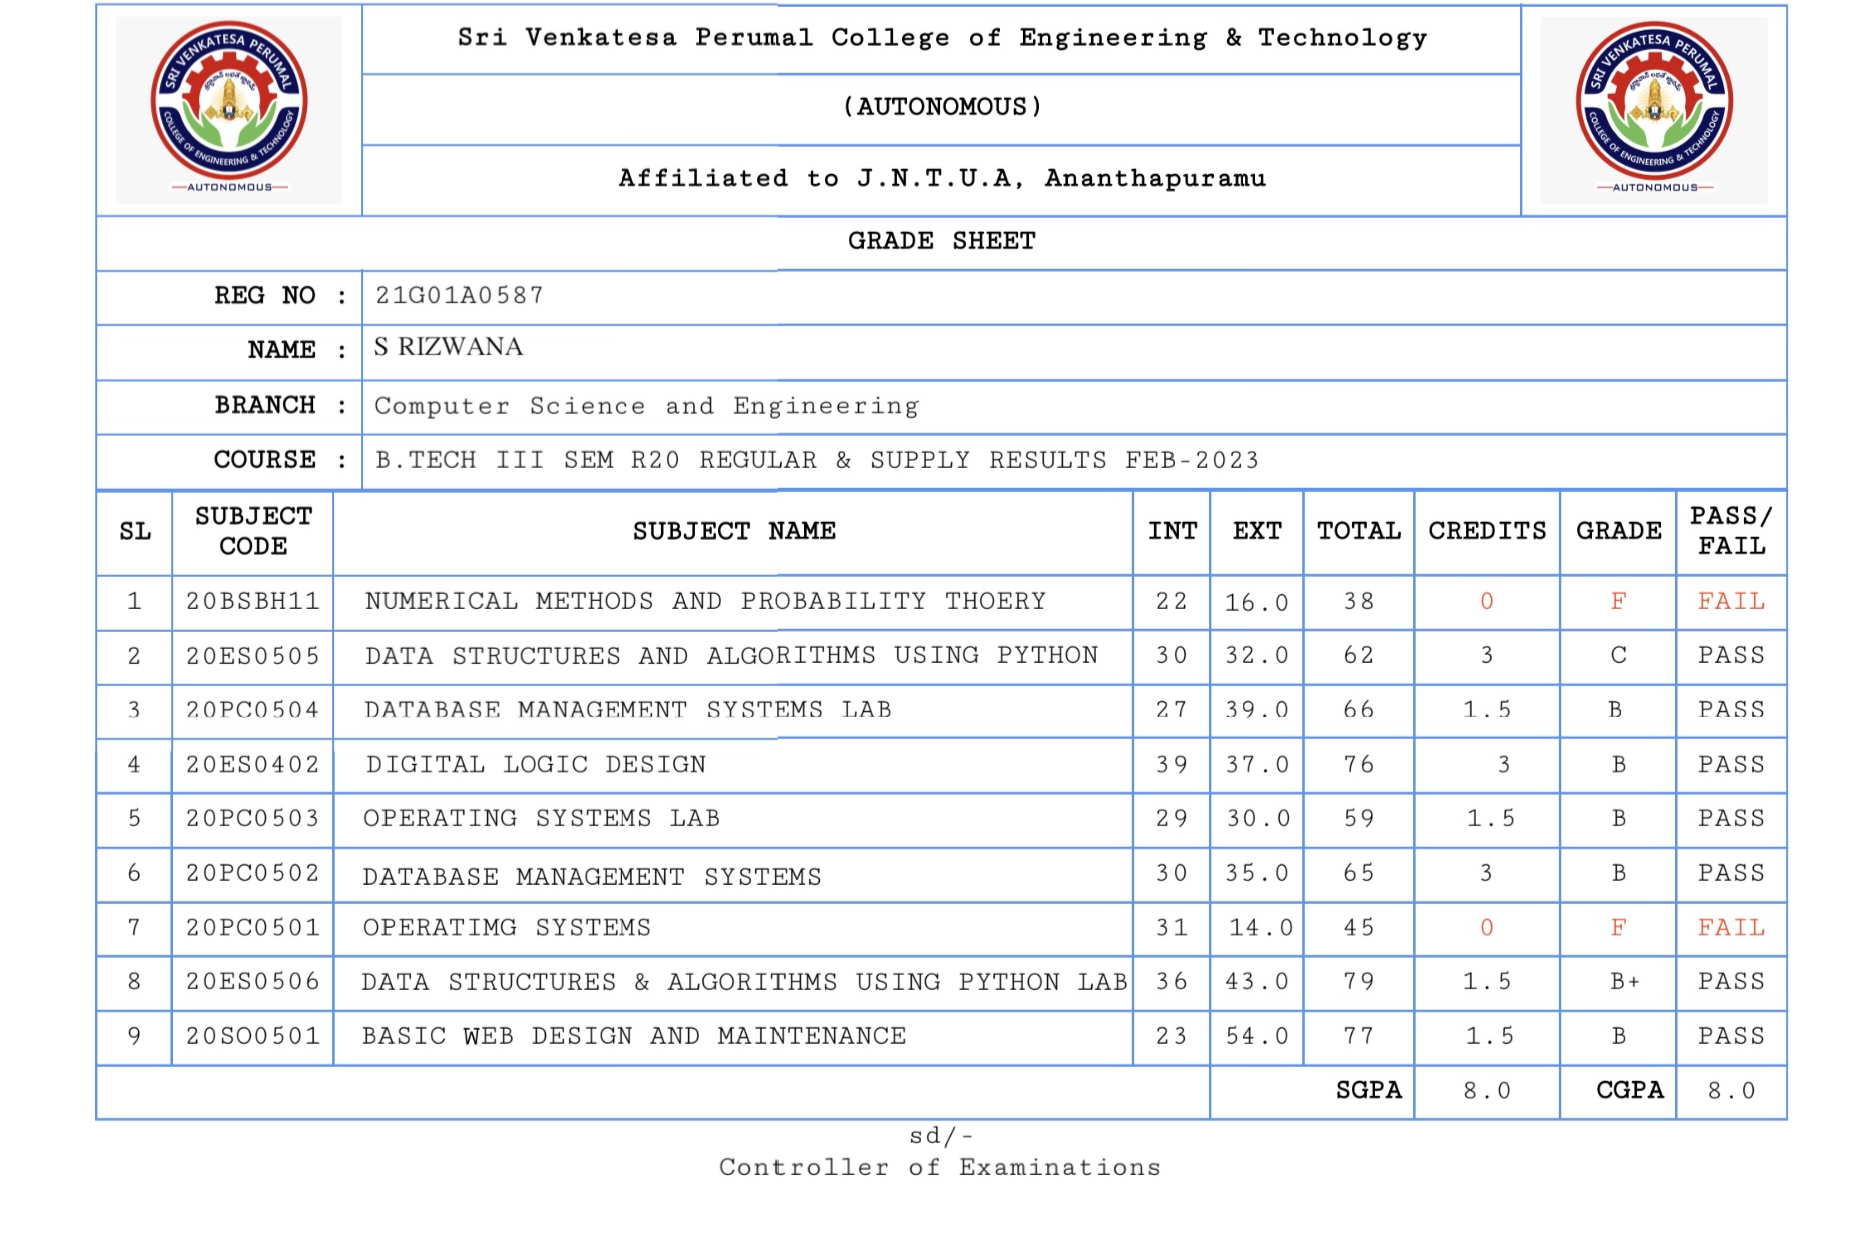 Sri Venkatesa Perumal College of Engineering & Technology
(AUTONOMOUS)
Affiliated to J.N.T.U.A, Ananthapuramu
SRI VENKATESA PERUMAL
COLLEGE OF ENGINEERING & TECHNOLOGY
—AUTONOMOUS—
SRI VENKATESA PERUMAL
COLLEGE OF ENGINEERING & TECHNOLOGY
—AUTONOMOUS—
GRADE SHEET
REG NO : 21G01A0587
NAME : S RIZWANA
BRANCH : Computer Science and Engineering
COURSE : B.TECH III SEM R20 REGULAR & SUPPLY RESULTS FEB-2023
SL SUBJECT CODE SUBJECT NAME INT EXT TOTAL CREDITS GRADE PASS/ FAIL
1 20BSBH11 NUMERICAL METHODS AND PROBABILITY THOERY 22 16.0 38 0 F FAIL
2 20ES0505 DATA STRUCTURES AND ALGORITHMS USING PYTHON 30 32.0 62 3 C PASS
3 20PC0504 DATABASE MANAGEMENT SYSTEMS LAB 27 39.0 66 1.5 B PASS
4 20ES0402 DIGITAL LOGIC DESIGN 39 37.0 76 3 B PASS
5 20PC0503 OPERATING SYSTEMS LAB 29 30.0 59 1.5 B PASS
6 20PC0502 DATABASE MANAGEMENT SYSTEMS 30 35.0 65 3 B PASS
7 20PC0501 OPERATIMG SYSTEMS 31 14.0 45 0 F FAIL
8 20ES0506 DATA STRUCTURES & ALGORITHMS USING PYTHON LAB 36 43.0 79 1.5 B+ PASS
9 20SO0501 BASIC WEB DESIGN AND MAINTENANCE 23 54.0 77 1.5 B PASS
SGPA 8.0 CGPA 8.0
sd/-
Controller of Examinations